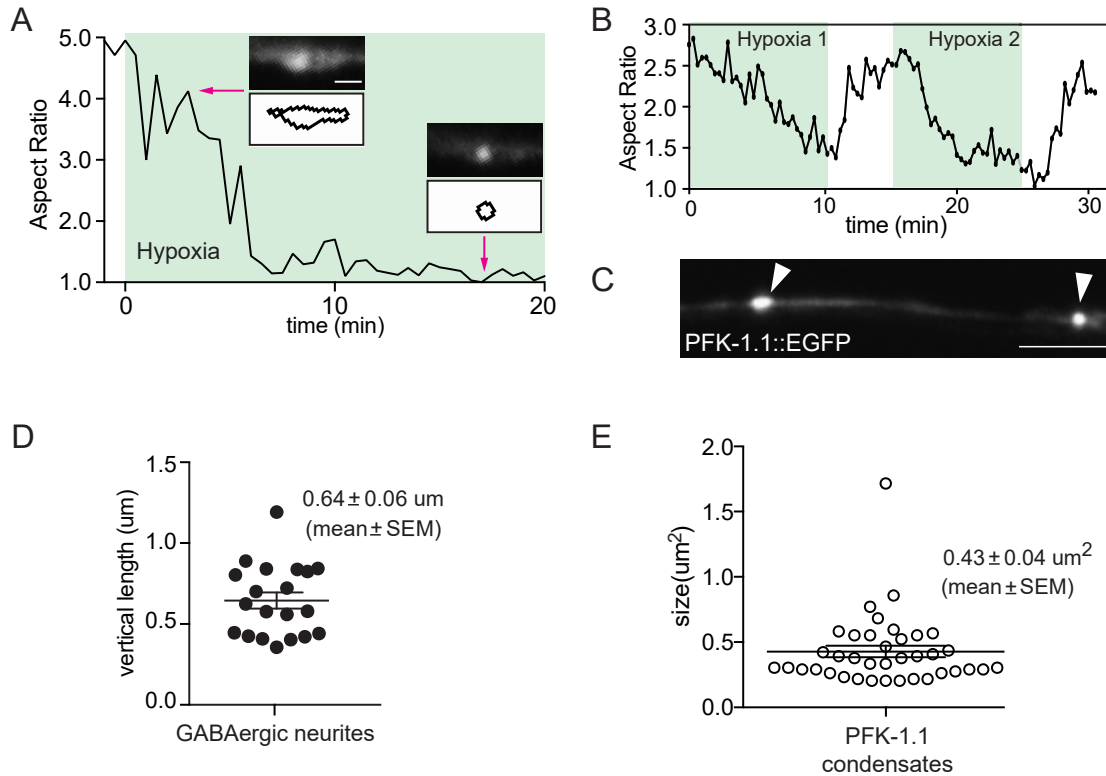 A
5.0
4.0
3.0
2.0
1.0
Aspect Ratio
Hypoxia
0
10
20
time (min)
B
3.0
2.5
2.0
1.5
1.0
Aspect Ratio
Hypoxia 1
Hypoxia 2
0
10
20
30
time (min)
C
PFK-1.1::EGFP
D
1.5
1.0
0.5
0.0
vertical length (um)
0.64±0.06 um
(mean±SEM)
GABAergic neurites
E
2.0
1.5
1.0
0.5
0.0
size(um²)
0.43±0.04 um²
(mean±SEM)
PFK-1.1
condensates